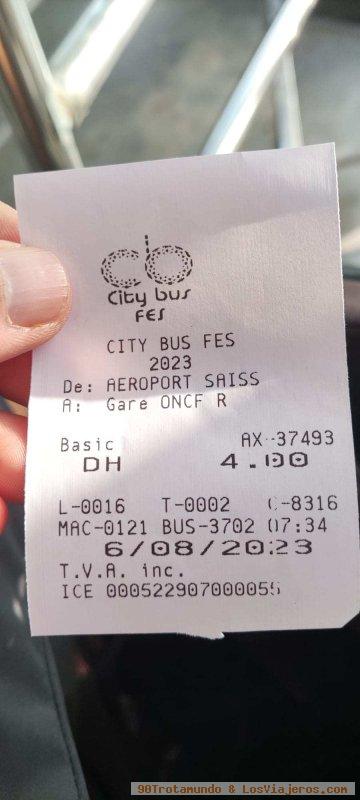 cb
City bus
FES
CITY BUS FES
2023
De: AEROPORT SAISS
A: Gare ONCF R
Basic AX-37493
DH 4.00
L-0016 T-0002 C-8316
MAC-0121 BUS-3702 07:34
6/08/2023
T.V.A. inc.
ICE 000522907000055
90Trotamundo & LosViajeros.com